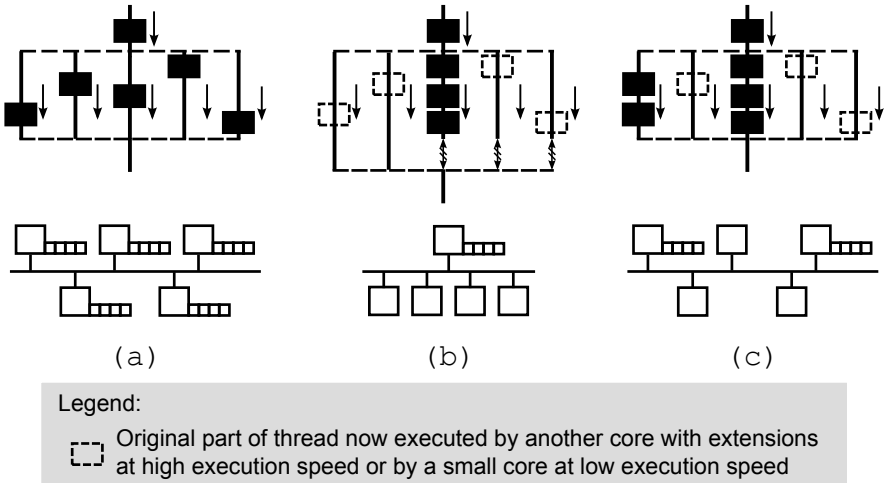 (a) (b) (c)
Legend:
Original part of thread now executed by another core with extensions
at high execution speed or by a small core at low execution speed